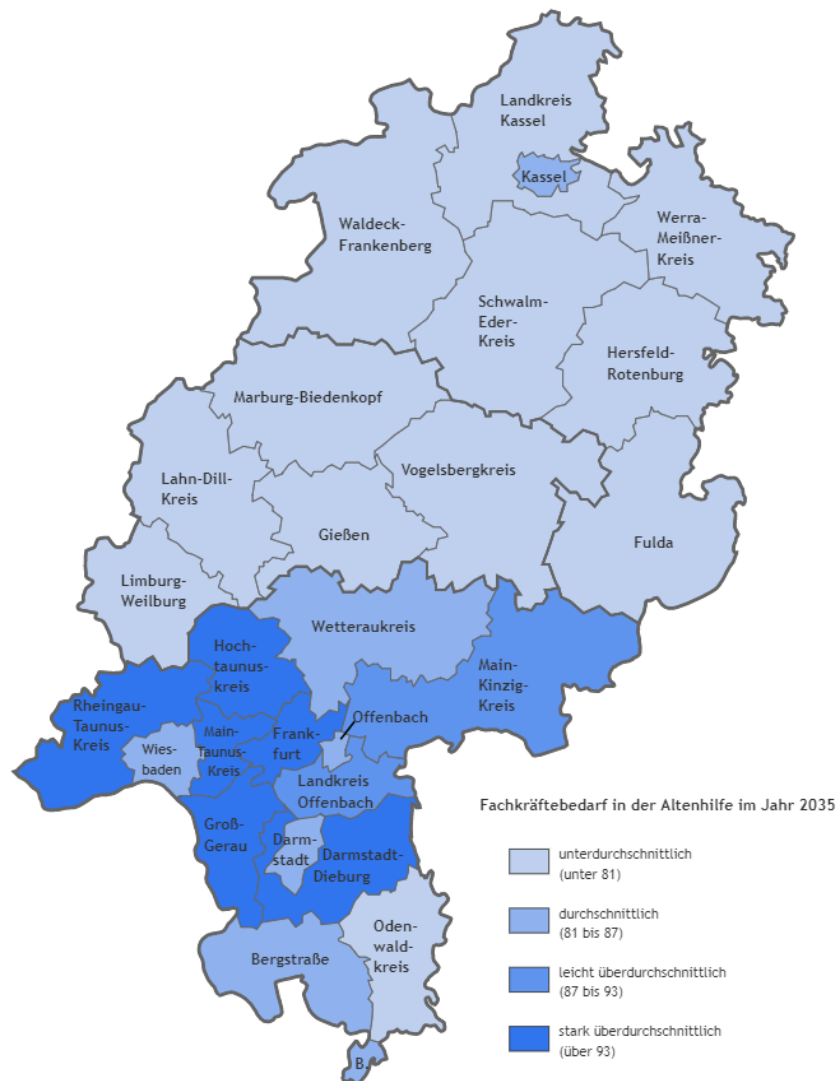 Landkreis
Kassel
Kassel
Waldeck-
Frankenberg
Werra-
Meißner-
Kreis
Schwalm-
Eder-
Kreis
Hersfeld-
Rotenburg
Marburg-Biedenkopf
Vogelsbergkreis
Lahn-Dill-
Kreis
Gießen
Fulda
Limburg-
Weilburg
Wetteraukreis
Hoch-
taunus-
kreis
Main-
Kinzig-
Kreis
Rheingau-
Taunus-
Kreis
Offenbach
Main-
Taunus-
Kreis
Frank-
furt
Wies-
baden
Landkreis
Offenbach
Groß-
Gerau
Darm-
stadt
Darmstadt-
Dieburg
Oden-
wald-
kreis
Bergstraße
B.
Fachkräftebedarf in der Altenhilfe im Jahr 2035
unterdurchschnittlich
(unter 81)
durchschnittlich
(81 bis 87)
leicht überdurchschnittlich
(87 bis 93)
stark überdurchschnittlich
(über 93)